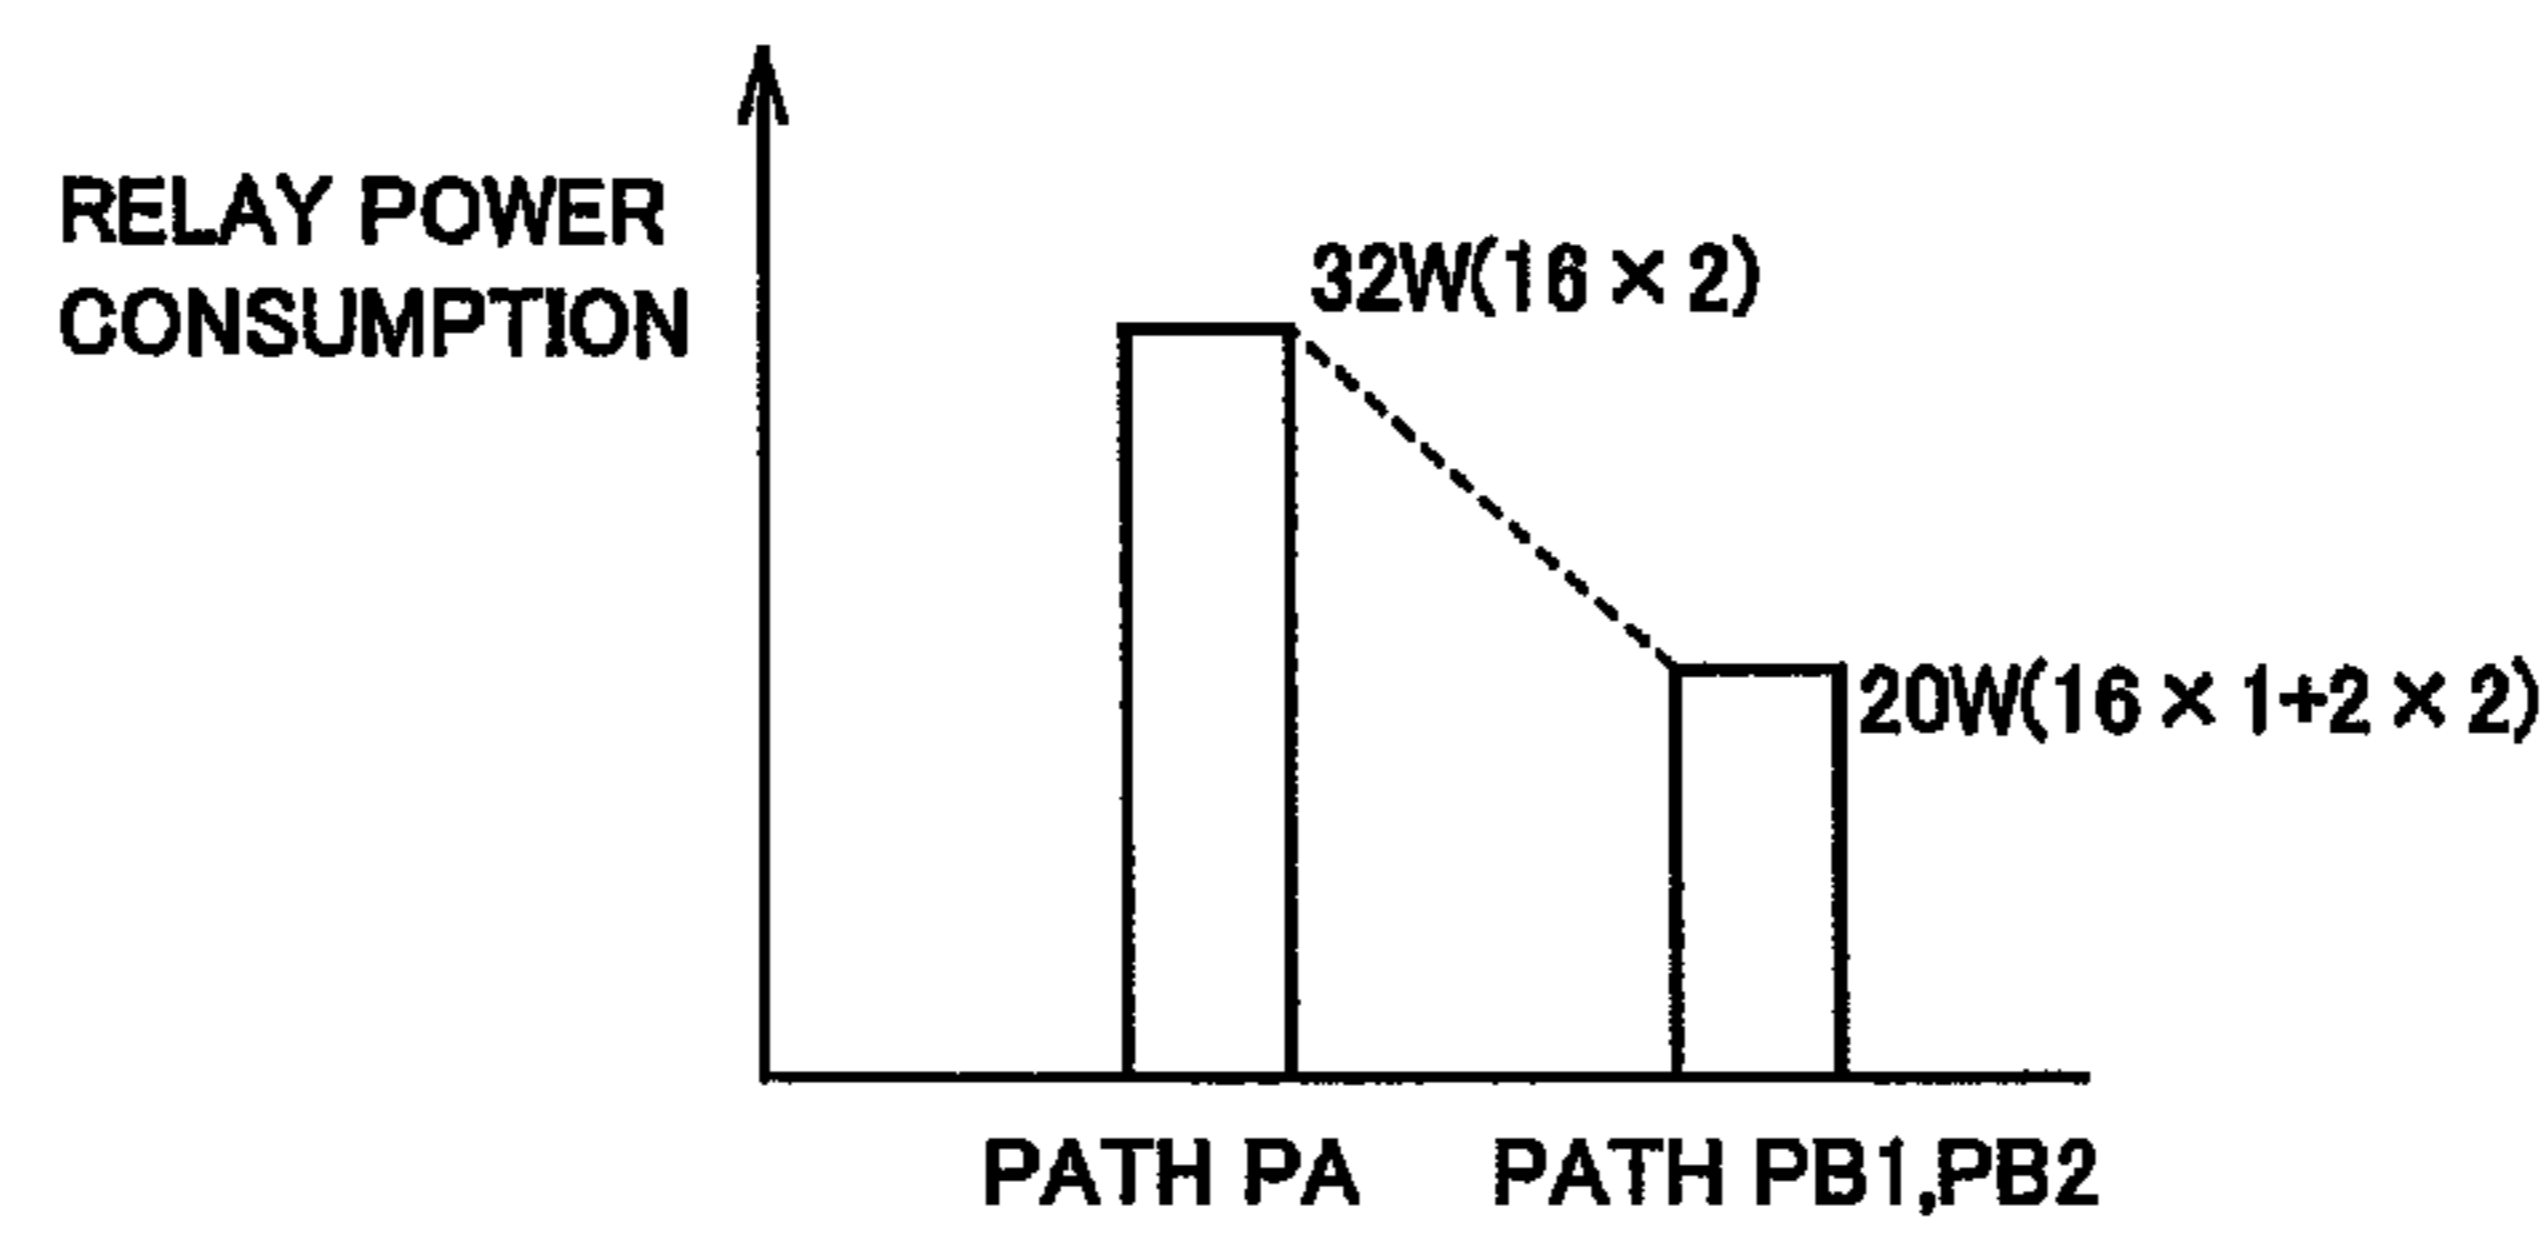 RELAY POWER
CONSUMPTION
32W(16 × 2)
20W(16 × 1+2 × 2)
PATH PA
PATH PB1,PB2